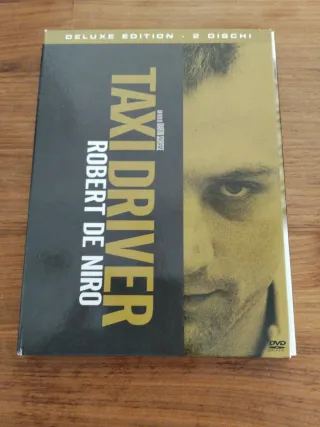 DELUXE EDITION - 2 DISCHI
TAXI DRIVER
ROBERT DE NIRO
DVD